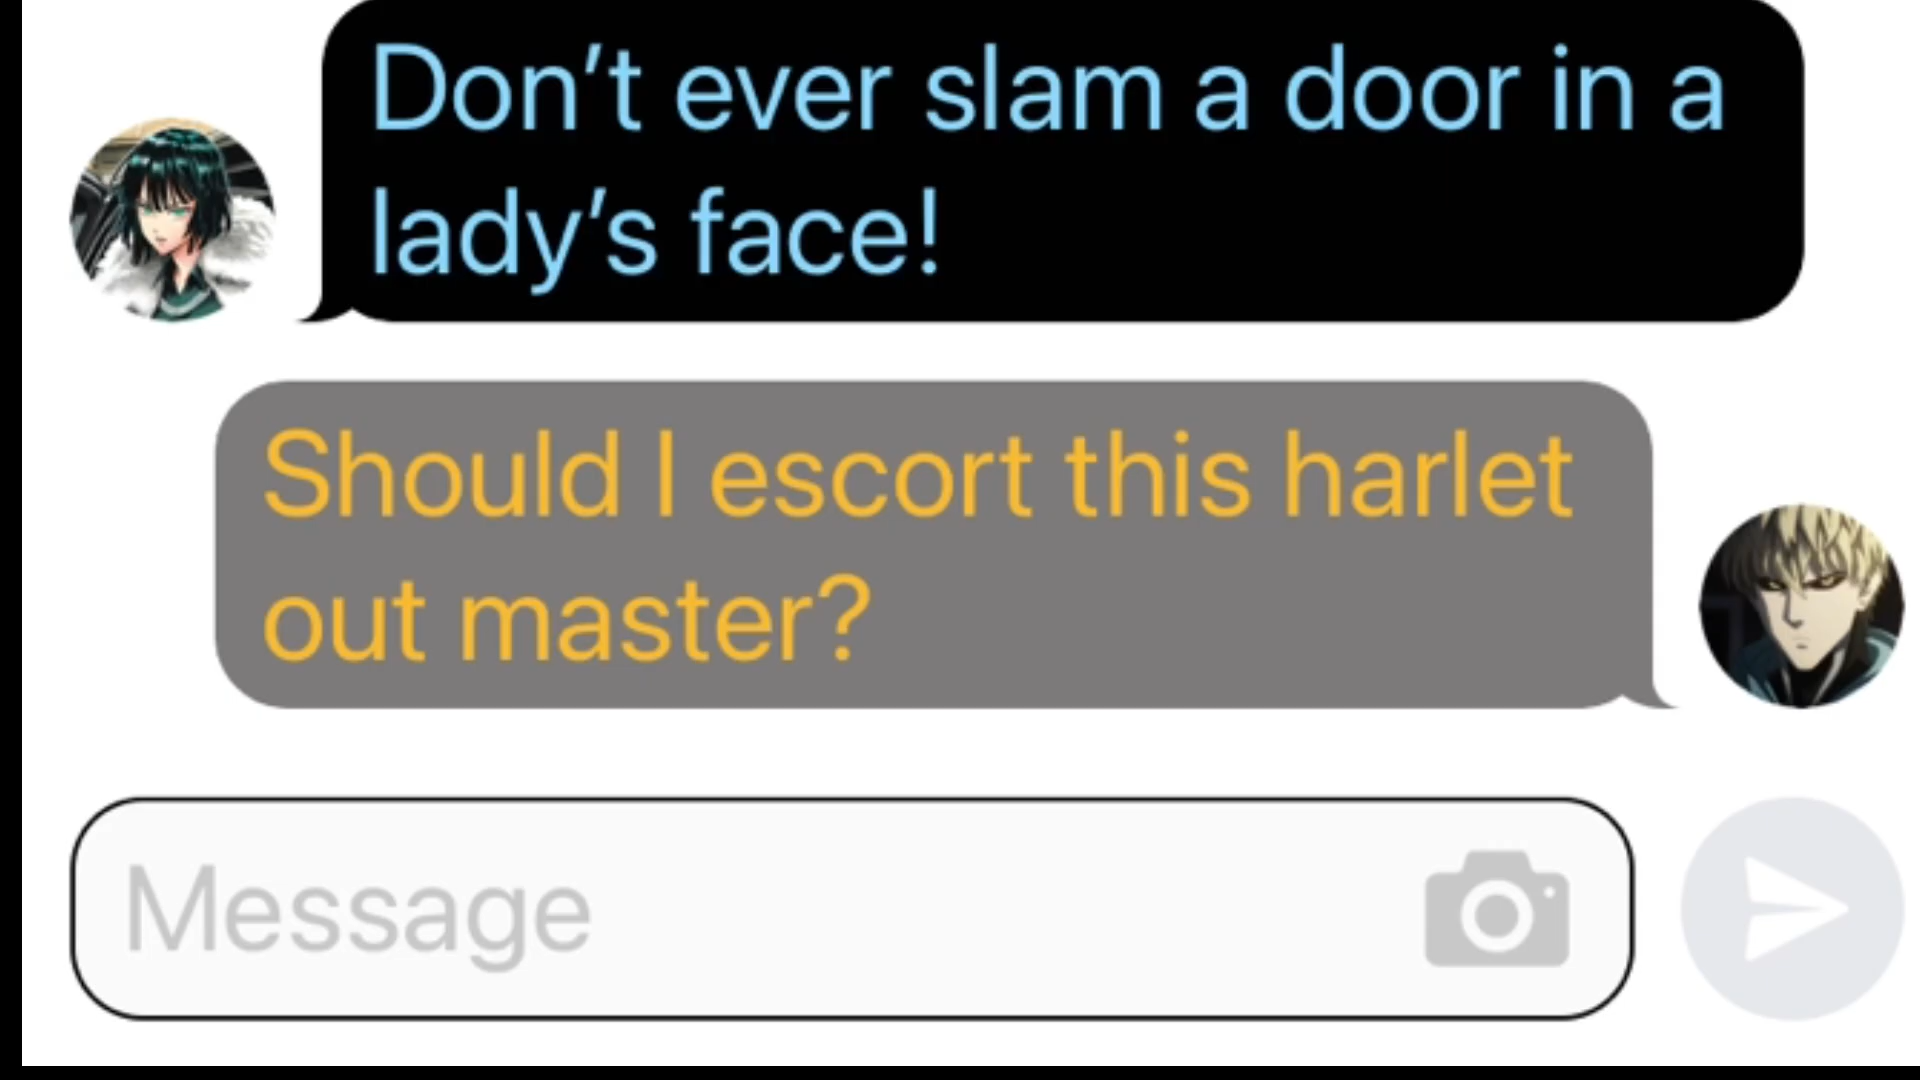 Don’t ever slam a door in a
lady’s face!
Should I escort this harlet
out master?
Message